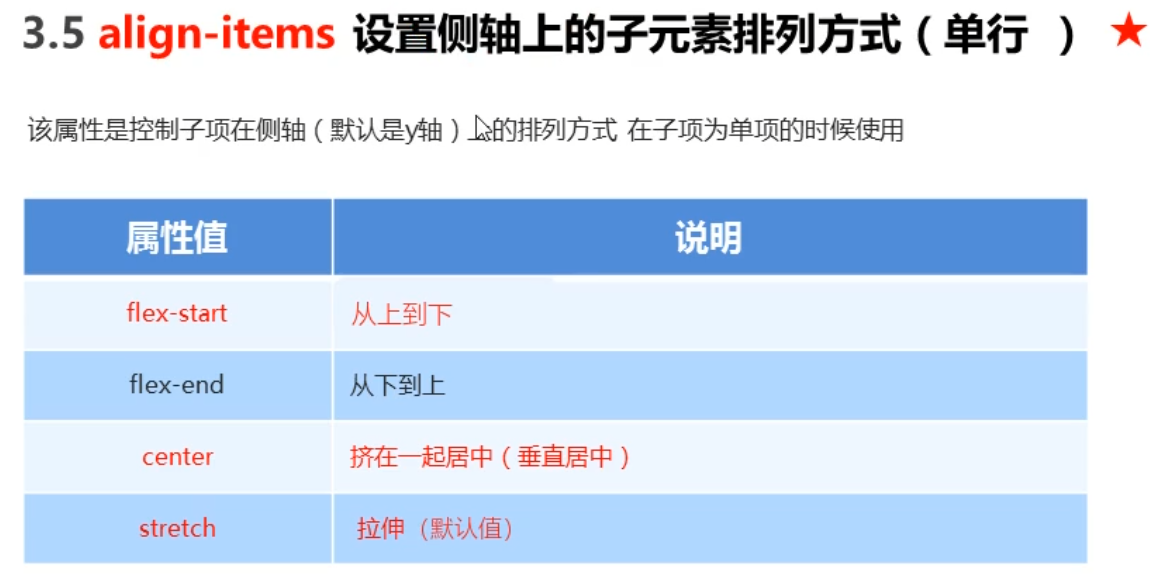 3.5 align-items 设置侧轴上的子元素排列方式（单行 ）
该属性是控制子项在侧轴（默认是y轴）上的排列方式 在子项为单项的时候使用
属性值 说明
flex-start 从上到下
flex-end 从下到上
center 挤在一起居中（垂直居中）
stretch 拉伸（默认值）